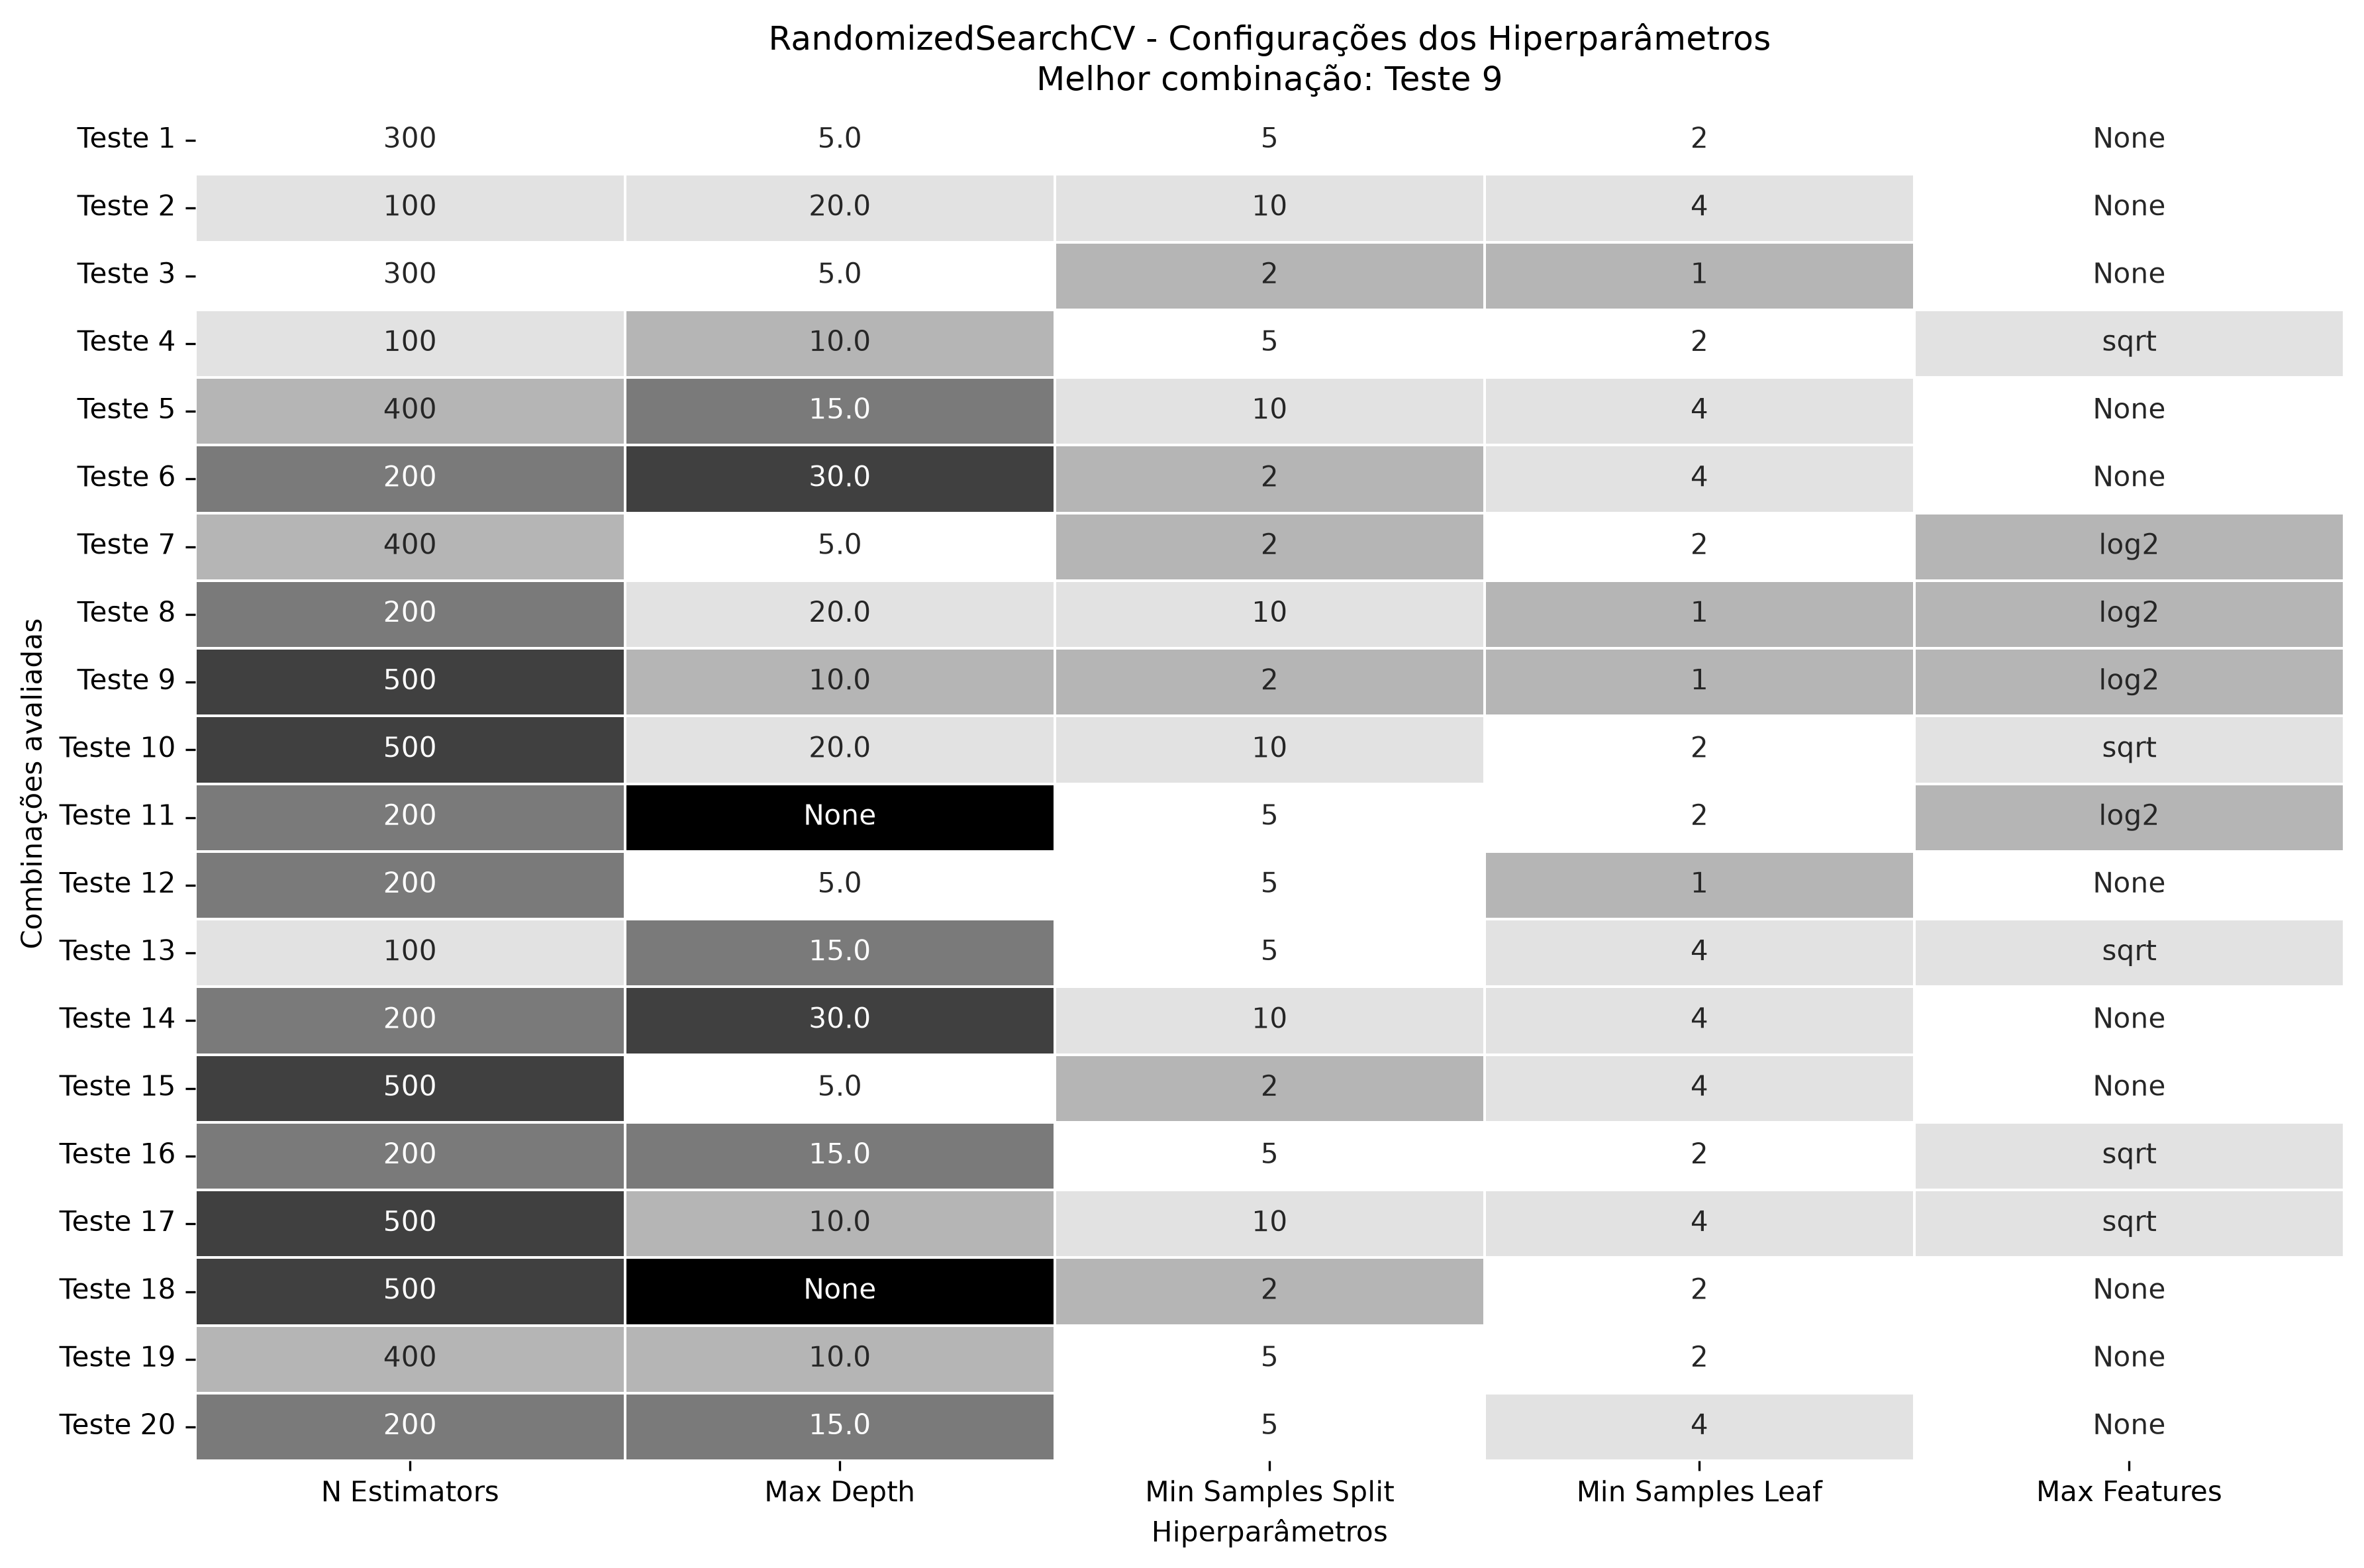 RandomizedSearchCV - Configurações dos Hiperparâmetros
Melhor combinação: Teste 9
Combinações avaliadas
Teste 1 300 5.0 5 2 None
Teste 2 100 20.0 10 4 None
Teste 3 300 5.0 2 1 None
Teste 4 100 10.0 5 2 sqrt
Teste 5 400 15.0 10 4 None
Teste 6 200 30.0 2 4 None
Teste 7 400 5.0 2 2 log2
Teste 8 200 20.0 10 1 log2
Teste 9 500 10.0 2 1 log2
Teste 10 500 20.0 10 2 sqrt
Teste 11 200 None 5 2 log2
Teste 12 200 5.0 5 1 None
Teste 13 100 15.0 5 4 sqrt
Teste 14 200 30.0 10 4 None
Teste 15 500 5.0 2 4 None
Teste 16 200 15.0 5 2 sqrt
Teste 17 500 10.0 10 4 sqrt
Teste 18 500 None 2 2 None
Teste 19 400 10.0 5 2 None
Teste 20 200 15.0 5 4 None
N Estimators Max Depth Min Samples Split Min Samples Leaf Max Features
Hiperparâmetros